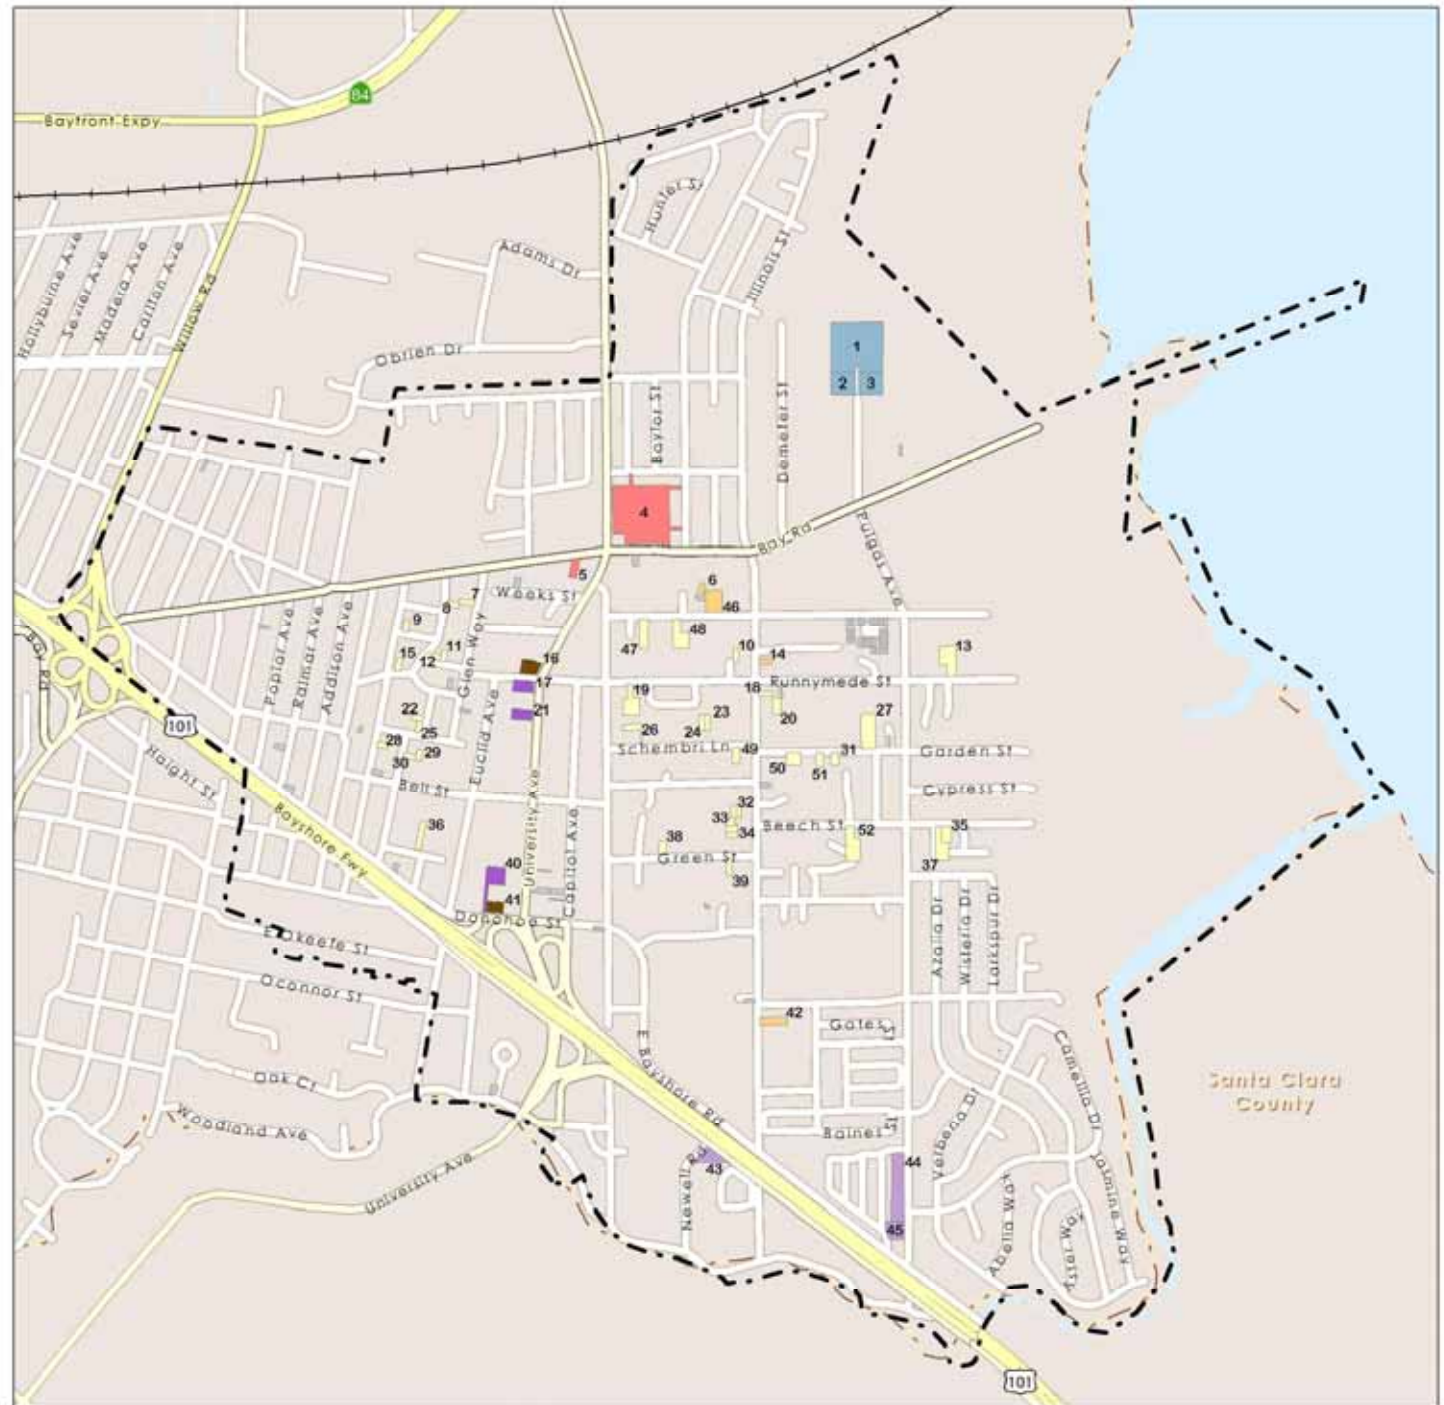 84
Bayfront Expy
Hunter St
Adams Dr
Illinois St
Hollyburne Ave
Sevier Ave
Madera Ave
Carlton Ave
Willow Rd
Obrien Dr
1
2
3
Baylor St
Demeter St
4
Bay Rd
Pulgas Ave
5
6
Weeks St
7
8
46
9
47
48
10
11
12
13
14
15
16
17
18
Runnymede St
Poplar Ave
Ralmar Ave
Addison Ave
Glen Way
Euclid Ave
19
20
21
22
23
24
25
26
27
28
29
30
31
Schembri Ln
49
50
51
Garden St
Bay Rd
101
Haight St
Bell St
University Ave
Capitol Ave
Cypress St
32
33
34
Beech St
52
35
36
37
38
Green St
39
Bayshore Fwy
40
41
Donohoe St
E Okeefe St
Oconnor St
Azalia Dr
Wisteria Dr
Larkspur Dr
42
Gates St
E Bayshore Rd
Camellia Dr
Santa Clara
County
Oak Ct
Woodland Ave
Verbena Dr
Baines St
University Ave
Newell Rd
43
44
45
Jasmine Way
Abelia Way
Aster Way
101